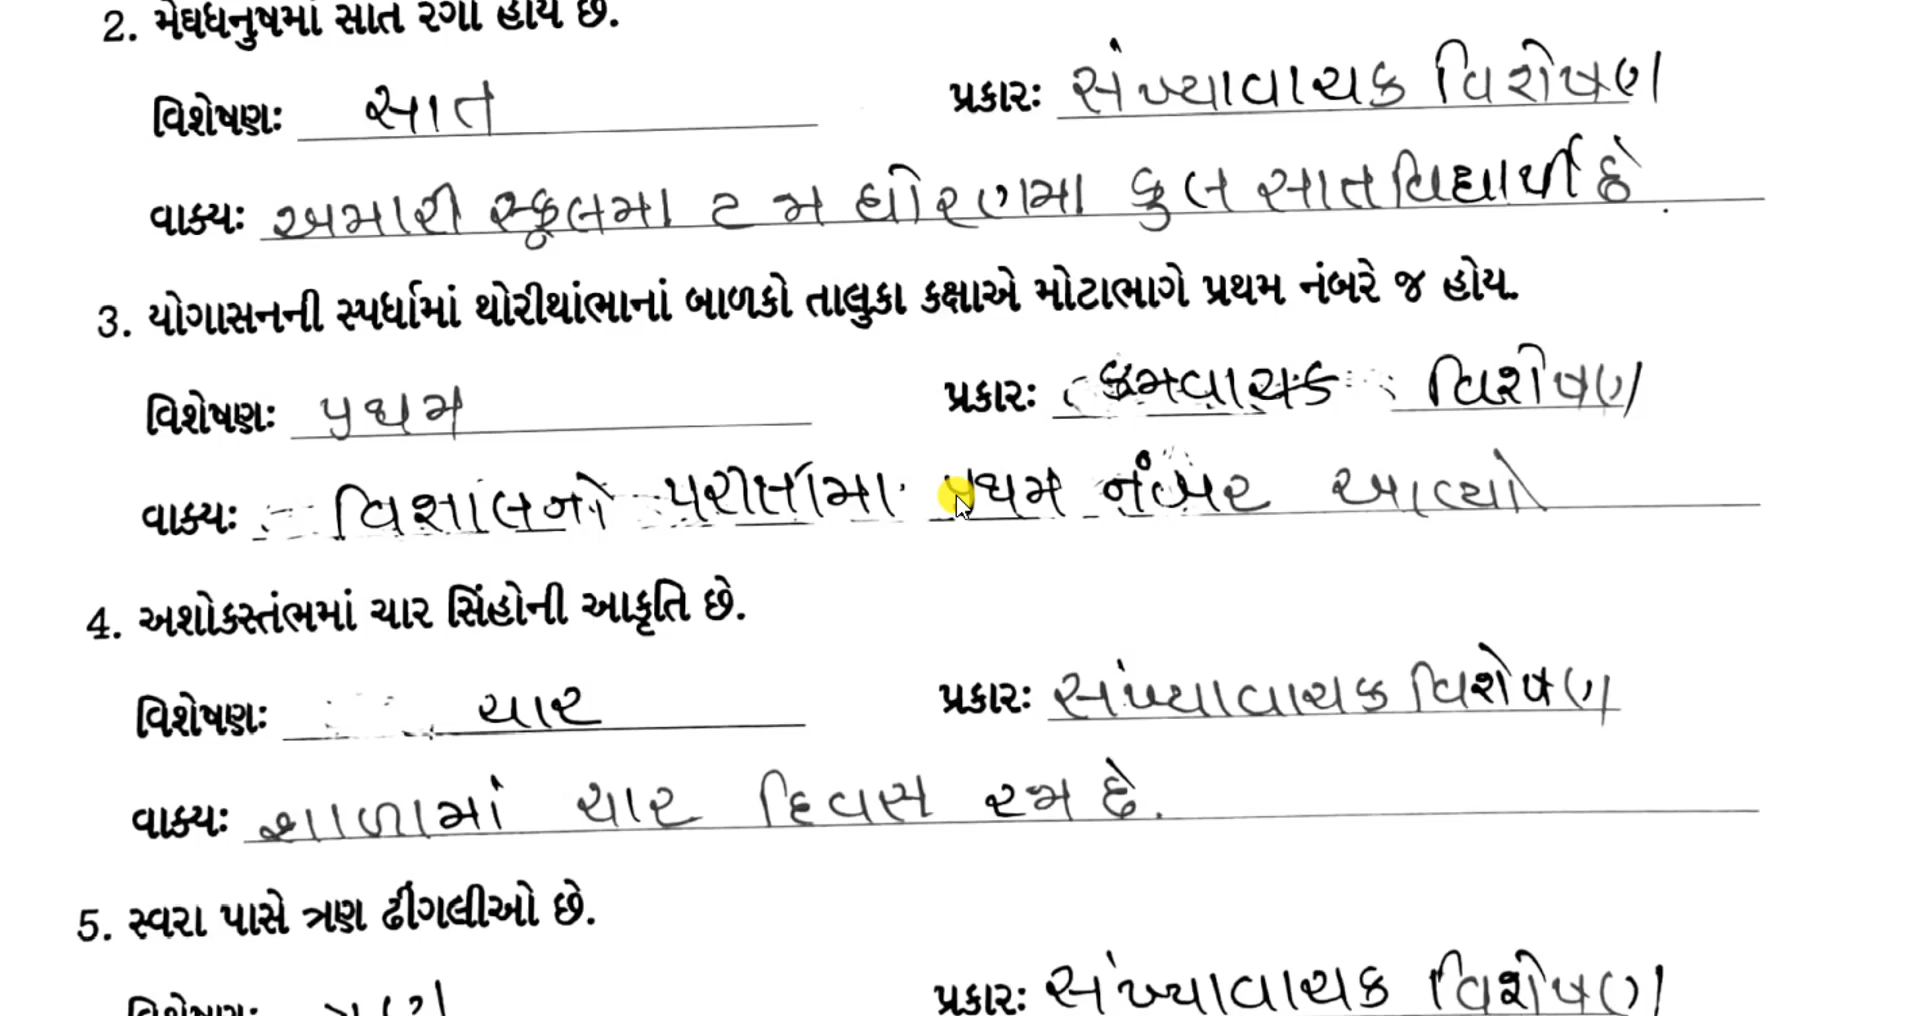 2. મેઘધનુષમાં સાત રંગો હોય છે.
વિશેષણઃ સાત પ્રકારઃ સંખ્યાવાચક વિશેષણ
વાક્યઃ અમારી સ્કૂલમા ૮ મ ધોરણમા કુલ સાત વિદ્યાર્થી છે.
3. યોગાસનની સ્પર્ધામાં થોરીથાંભાનાં બાળકો તાલુકા કક્ષાએ મોટાભાગે પ્રથમ નંબરે જ હોય.
વિશેષણઃ પ્રથમ પ્રકારઃ ક્રમવાચક વિશેષણ
વાક્યઃ વિશાલનો પરીક્ષામા પ્રથમ નંબર આવ્યો
4. અશોકસ્તંભમાં ચાર સિંહોની આકૃતિ છે.
વિશેષણઃ ચાર પ્રકારઃ સંખ્યાવાચક વિશેષણ
વાક્યઃ શાળામાં ચાર દિવસ રજા છે.
5. સ્વરા પાસે ત્રણ ઢીંગલીઓ છે.
વિશેષણઃ ત્રણ પ્રકારઃ સંખ્યાવાચક વિશેષણ